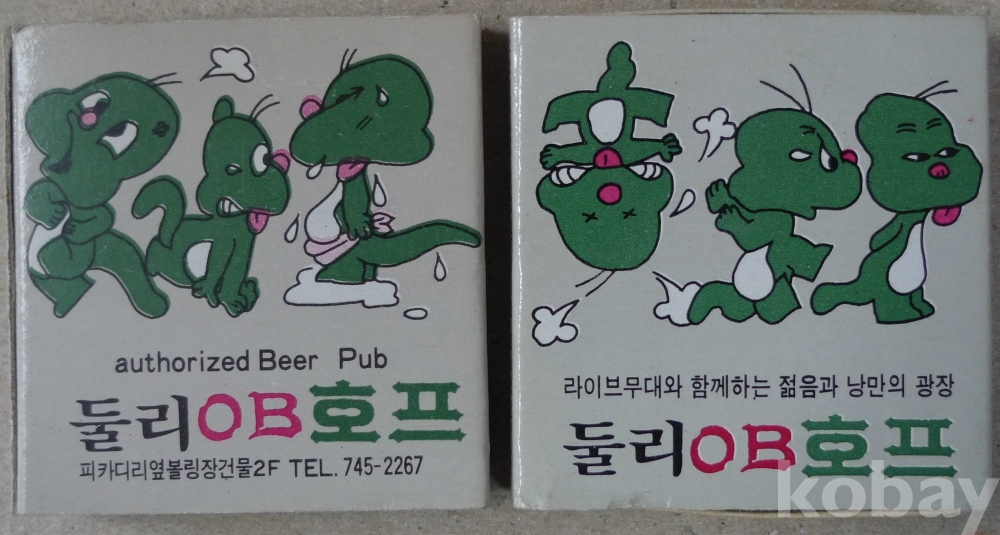 authorized Beer Pub
둘리OB호프
피카디리옆볼링장건물2F TEL. 745-2267
라이브무대와 함께하는 젊음과 낭만의 광장
둘리OB호프
kobay